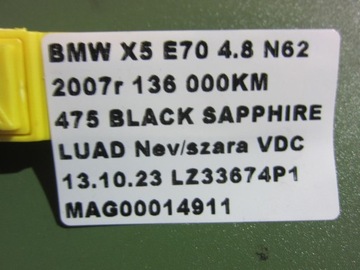 BMW X5 E70 4.8 N62
2007r 136 000KM
475 BLACK SAPPHIRE
LUAD Nev/szara VDC
13.10.23 LZ33674P1
MAG00014911